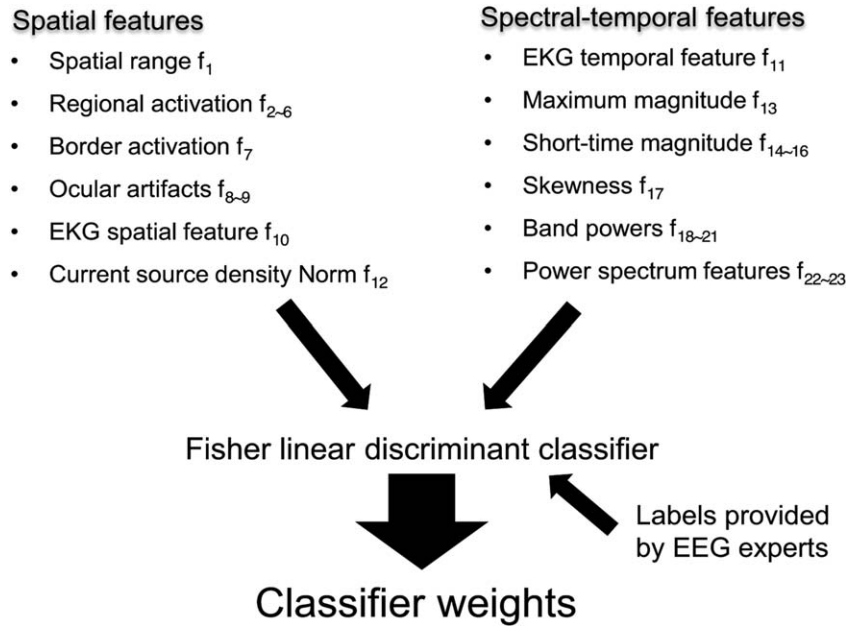 Spatial features
• Spatial range f₁
• Regional activation f₂~₆
• Border activation f₇
• Ocular artifacts f₈~₉
• EKG spatial feature f₁₀
• Current source density Norm f₁₂
Spectral-temporal features
• EKG temporal feature f₁₁
• Maximum magnitude f₁₃
• Short-time magnitude f₁₄~₁₆
• Skewness f₁₇
• Band powers f₁₈~₂₁
• Power spectrum features f₂₂~₂₃
Fisher linear discriminant classifier
Labels provided
by EEG experts
Classifier weights